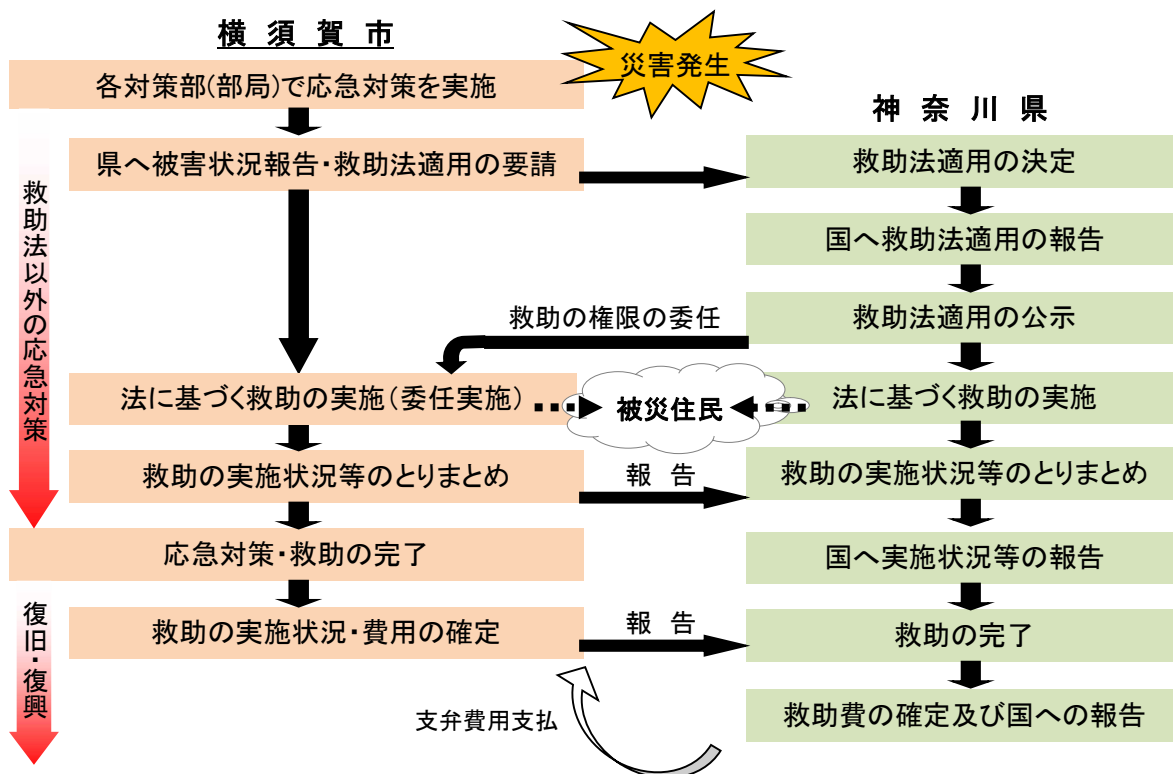 横須賀市
災害発生
各対策部(部局)で応急対策を実施
県へ被害状況報告・救助法適用の要請
法に基づく救助の実施(委任実施)
救助の実施状況等のとりまとめ
応急対策・救助の完了
救助の実施状況・費用の確定
救助法以外の応急対策
復旧・復興
救助の権限の委任
被災住民
報告
報告
支弁費用支払
神奈川県
救助法適用の決定
国へ救助法適用の報告
救助法適用の公示
法に基づく救助の実施
救助の実施状況等のとりまとめ
国へ実施状況等の報告
救助の完了
救助費の確定及び国への報告